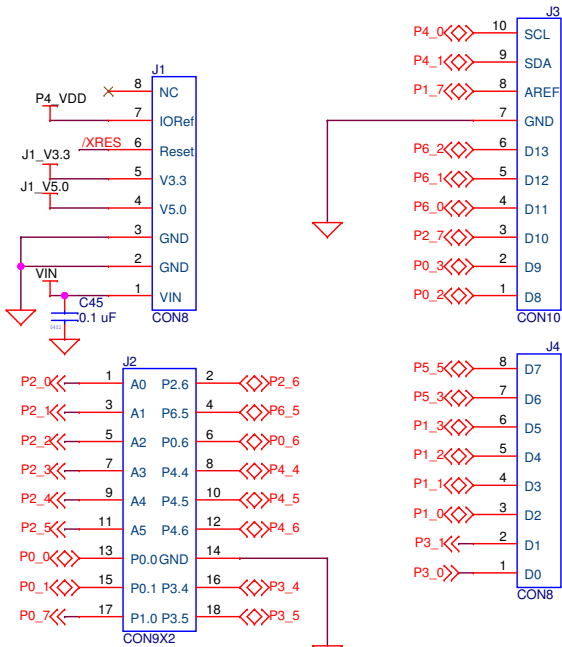 J1
8 NC
P4_VDD 7 IORef
/XRES 6 Reset
J1_V3.3 5 V3.3
J1_V5.0 4 V5.0
3 GND
2 GND
VIN 1 VIN
C45
0.1 uF
0402
CON8
J3
P4_0 10 SCL
P4_1 9 SDA
P1_7 8 AREF
7 GND
P6_2 6 D13
P6_1 5 D12
P6_0 4 D11
P2_7 3 D10
P0_3 2 D9
P0_2 1 D8
CON10
J2
P2_0 1 A0 P2.6 2 P2_6
P2_1 3 A1 P6.5 4 P6_5
P2_2 5 A2 P0.6 6 P0_6
P2_3 7 A3 P4.4 8 P4_4
P2_4 9 A4 P4.5 10 P4_5
P2_5 11 A5 P4.6 12 P4_6
P0_0 13 P0.0 GND 14
P0_1 15 P0.1 P3.4 16 P3_4
P0_7 17 P1.0 P3.5 18 P3_5
CON9X2
J4
P5_5 8 D7
P5_3 7 D6
P1_3 6 D5
P1_2 5 D4
P1_1 4 D3
P1_0 3 D2
P3_1 2 D1
P3_0 1 D0
CON8